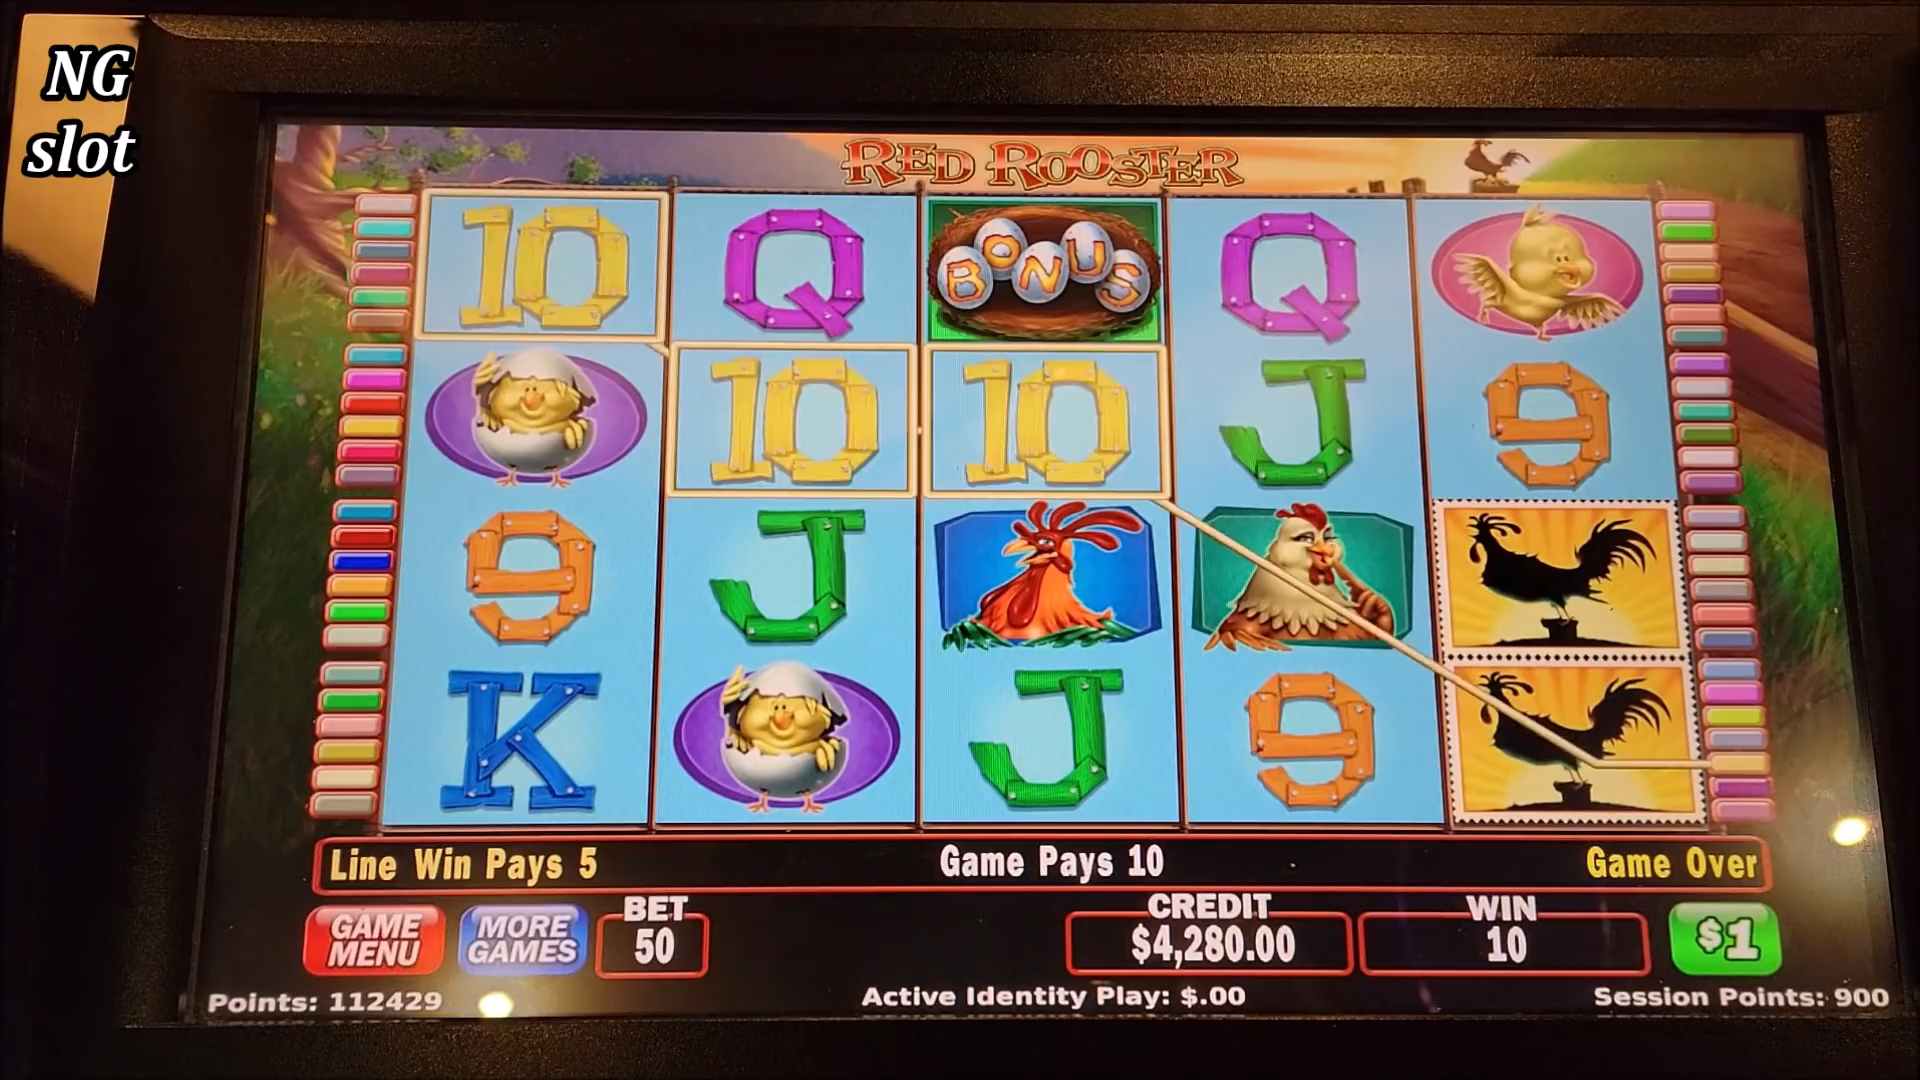 NG
slot
RED ROOSTER
10 Q BONUS Q
10 10 J 9
9 J
K J 9
Line Win Pays 5 Game Pays 10 Game Over
GAME MENU MORE GAMES BET 50 CREDIT $4,280.00 WIN 10 $1
Points: 112429 Active Identity Play: $.00 Session Points: 900